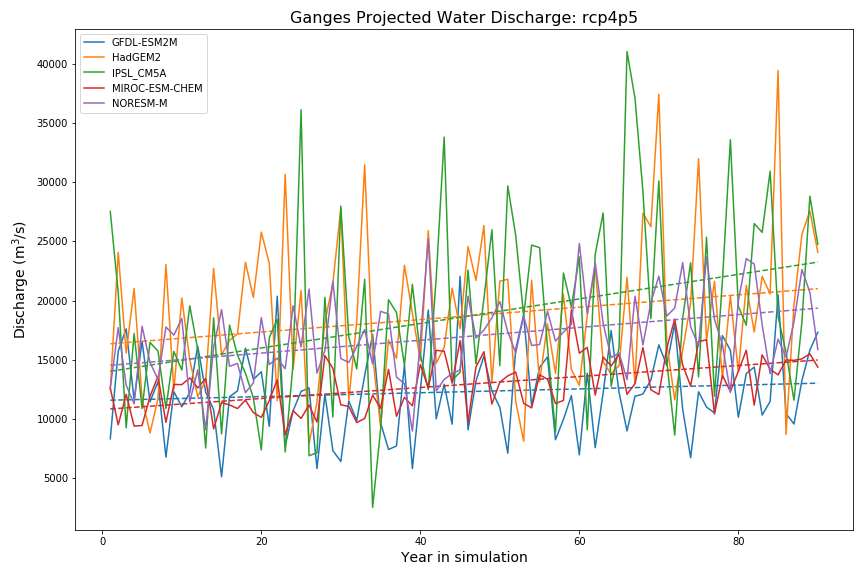 Ganges Projected Water Discharge: rcp4p5
GFDL-ESM2M
HadGEM2
IPSL_CM5A
MIROC-ESM-CHEM
NORESM-M
40000
35000
30000
25000
20000
15000
10000
5000
Discharge (m³/s)
0 20 40 60 80
Year in simulation